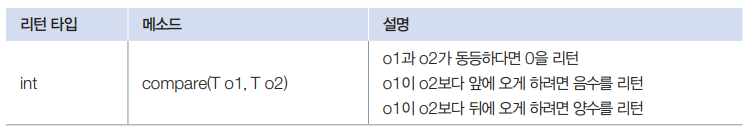 리턴 타입 메소드 설명
o1과 o2가 동등하다면 0을 리턴
int compare(T o1, T o2) o1이 o2보다 앞에 오게 하려면 음수를 리턴
o1이 o2보다 뒤에 오게 하려면 양수를 리턴